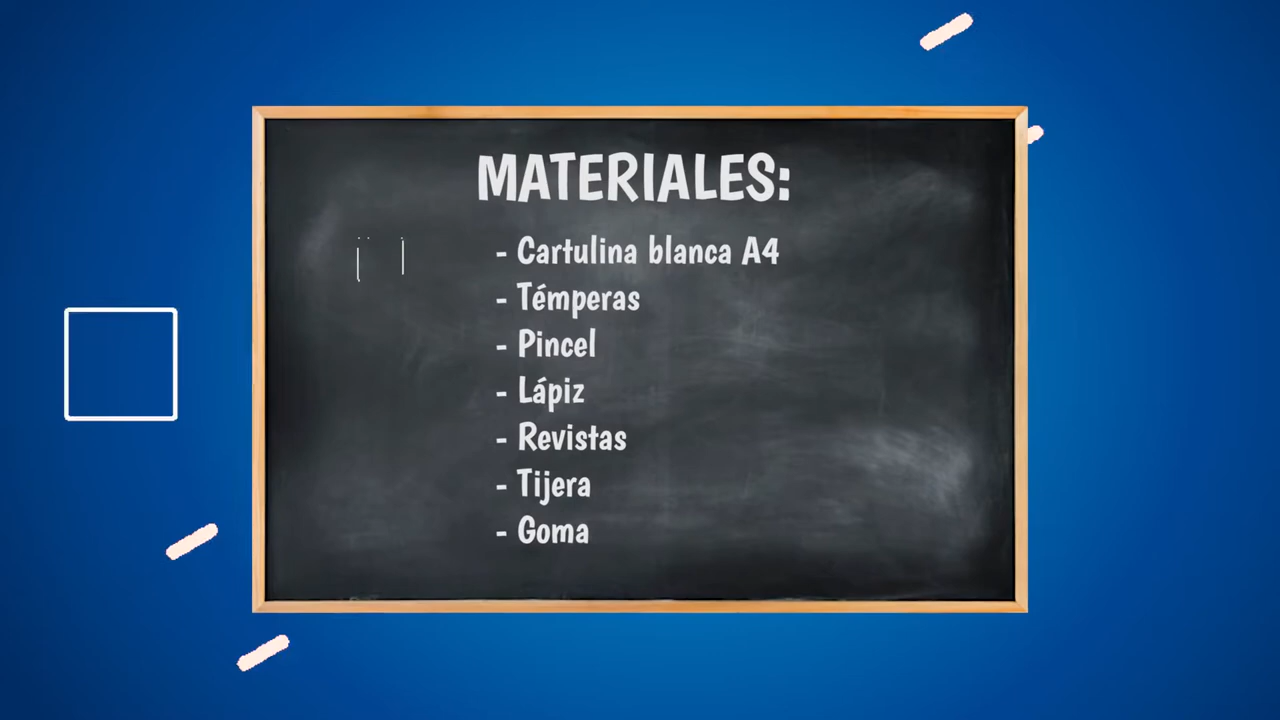 MATERIALES:
- Cartulina blanca A4
- Témperas
- Pincel
- Lápiz
- Revistas
- Tijera
- Goma